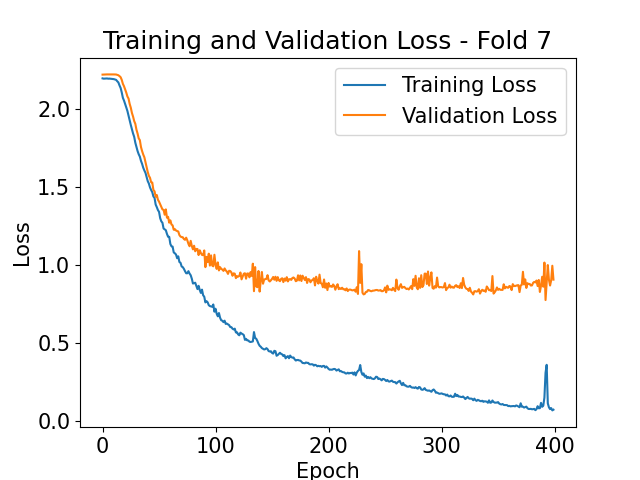 Training and Validation Loss - Fold 7
Training Loss
Validation Loss
Loss
2.0
1.5
1.0
0.5
0.0
0 100 200 300 400
Epoch